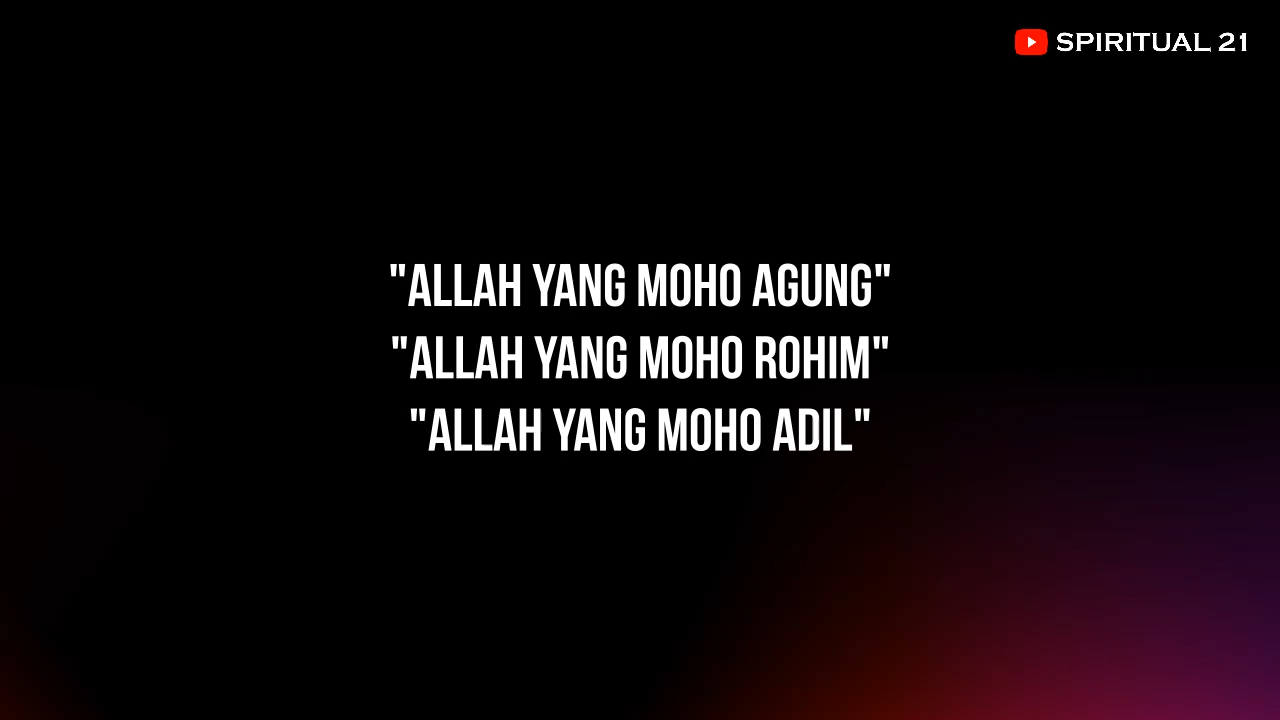 SPIRITUAL 21
"ALLAH YANG MOHO AGUNG"
"ALLAH YANG MOHO ROHIM"
"ALLAH YANG MOHO ADIL"